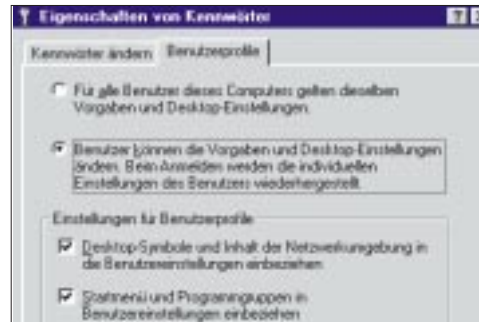 Eigenschaften von Kennwörter
Kennwörter ändern Benutzerprofile
Für alle Benutzer dieses Computers gelten dieselben
Vorgaben und Desktop-Einstellungen.
Benutzer können die Vorgaben und Desktop-Einstellungen
ändern. Beim Anmelden werden die individuellen
Einstellungen des Benutzers wiederhergestellt.
Einstellungen für Benutzerprofile
Desktop-Symbole und Inhalt der Netzwerkumgebung in
die Benutzereinstellungen einbeziehen
Startmenü und Programmgruppen in
Benutzereinstellungen einbeziehen